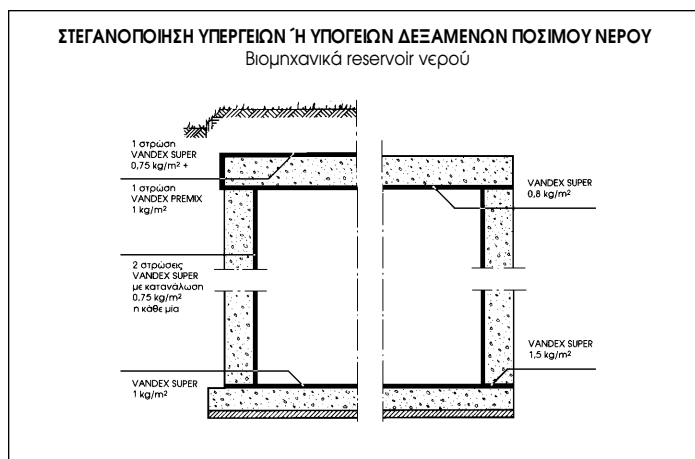 ΣΤΕΓΑΝΟΠΟΙΗΣΗ ΥΠΕΡΓΕΙΩΝ Ή ΥΠΟΓΕΙΩΝ ΔΕΞΑΜΕΝΩΝ ΠΟΣΙΜΟΥ ΝΕΡΟΥ
Βιομηχανικά reservoir νερού
1 στρώση
VANDEX SUPER
0,75 kg/m² +
1 στρώση
VANDEX PREMIX
1 kg/m²
2 στρώσεις
VANDEX SUPER
με κατανάλωση
0,75 kg/m²
η κάθε μία
VANDEX SUPER
1 kg/m²
VANDEX SUPER
0,8 kg/m²
VANDEX SUPER
1,5 kg/m²